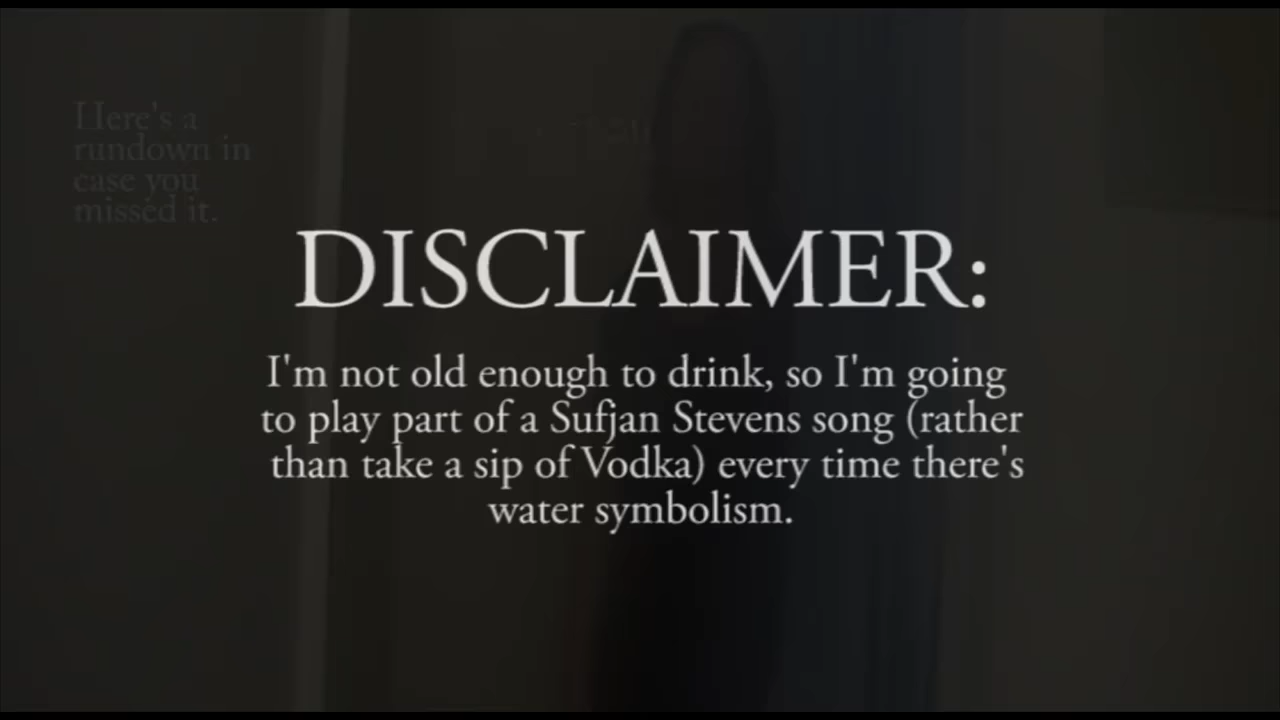 Here's a
rundown in
case you
missed it.
DISCLAIMER:
I'm not old enough to drink, so I'm going
to play part of a Sufjan Stevens song (rather
than take a sip of Vodka) every time there's
water symbolism.